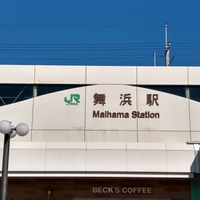 JR 舞浜駅
Maihama Station
BECK'S COFFEE